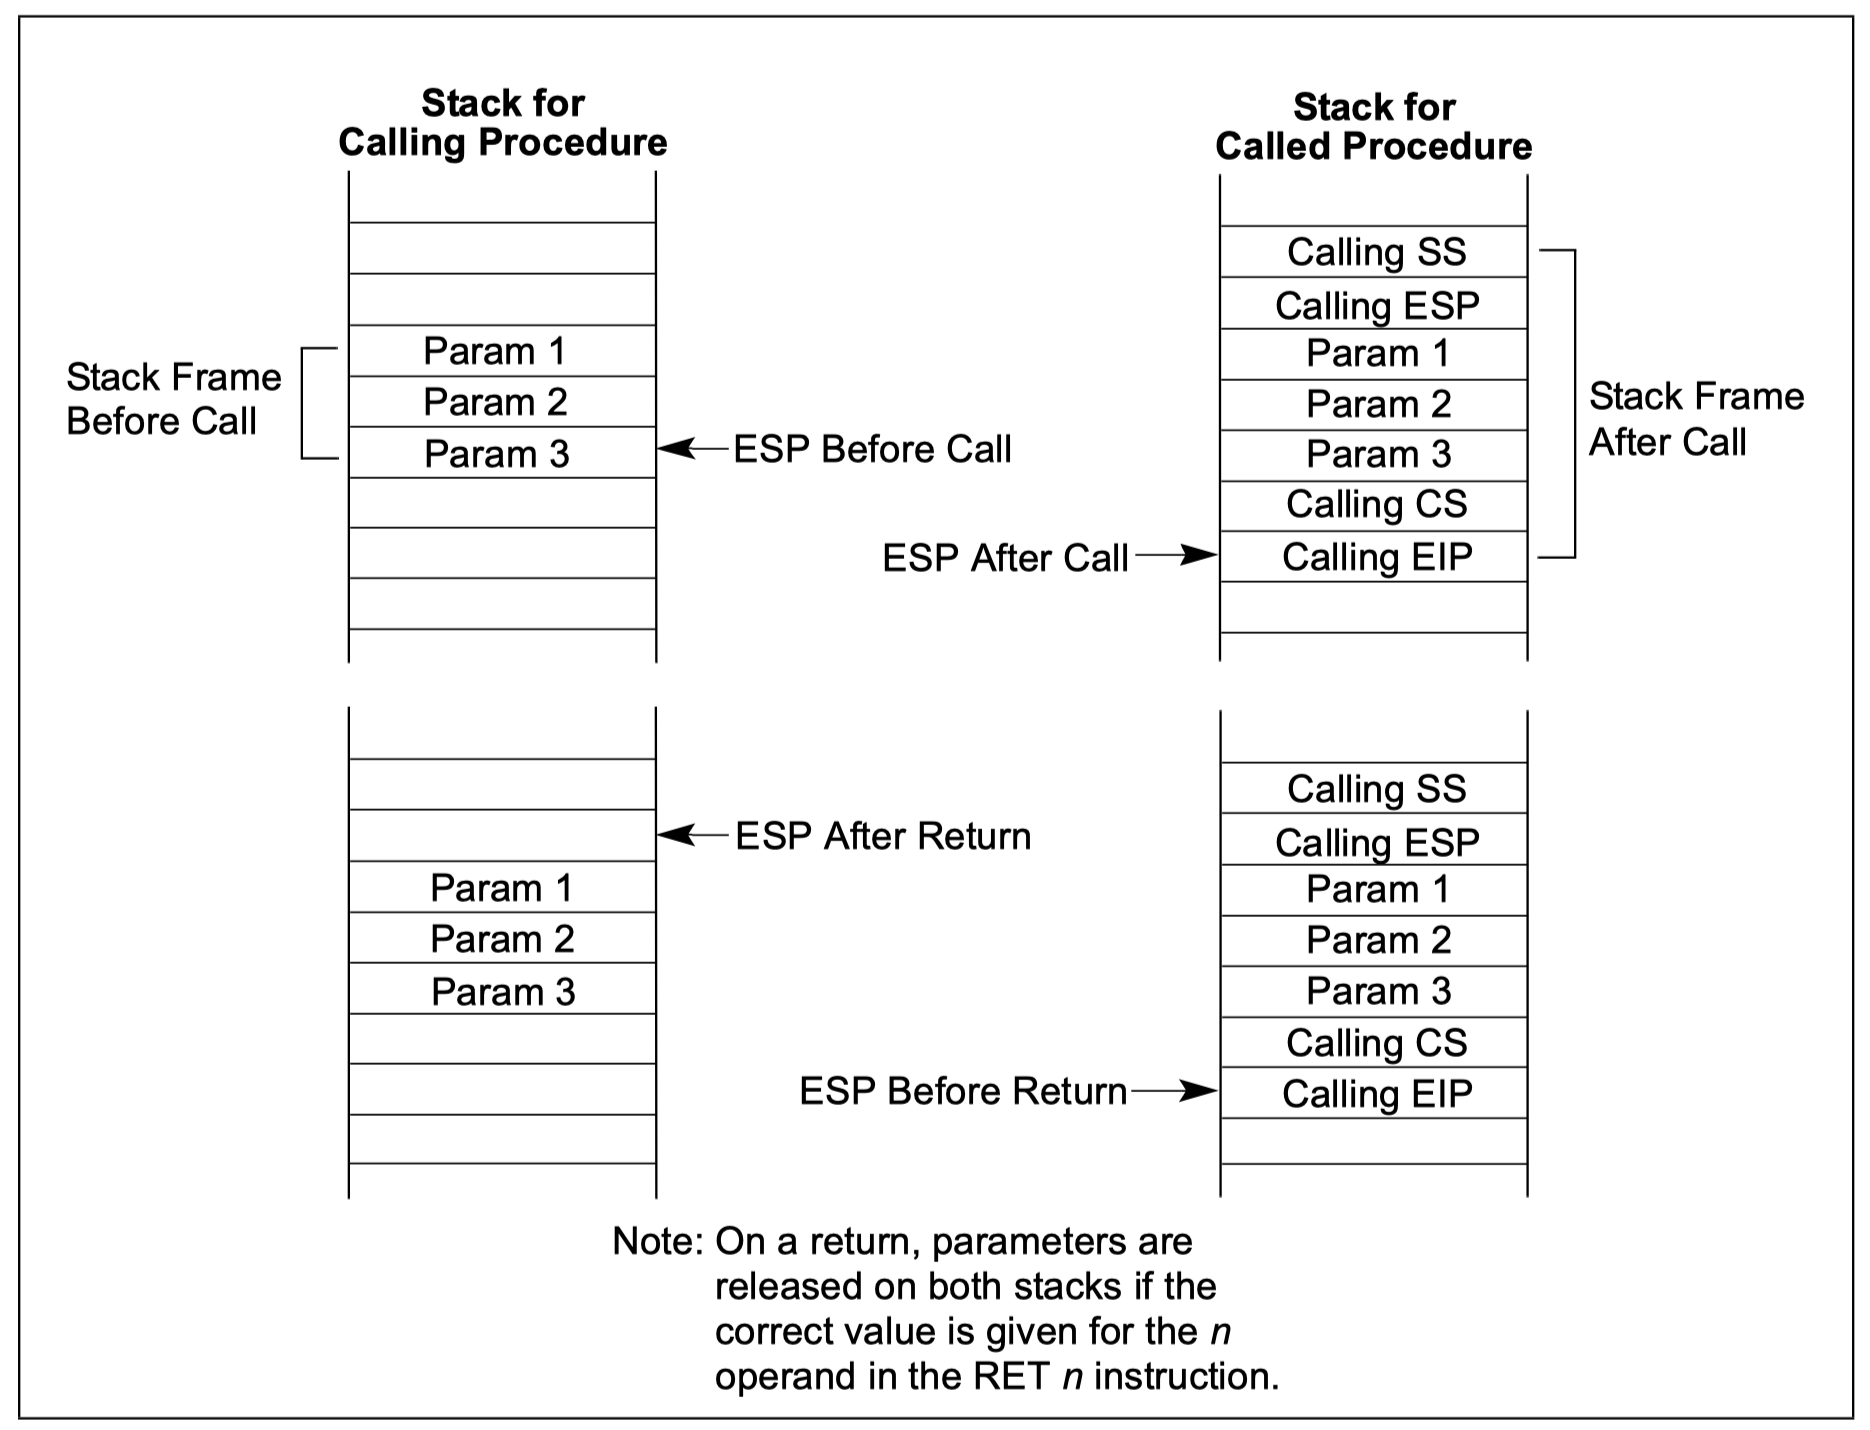 Stack for
Calling Procedure
Stack Frame
Before Call
Param 1
Param 2
Param 3
ESP Before Call
Stack for
Called Procedure
Calling SS
Calling ESP
Param 1
Param 2
Param 3
Calling CS
Calling EIP
ESP After Call
Stack Frame
After Call
ESP After Return
Param 1
Param 2
Param 3
Calling SS
Calling ESP
Param 1
Param 2
Param 3
Calling CS
Calling EIP
ESP Before Return
Note: On a return, parameters are
released on both stacks if the
correct value is given for the n
operand in the RET n instruction.